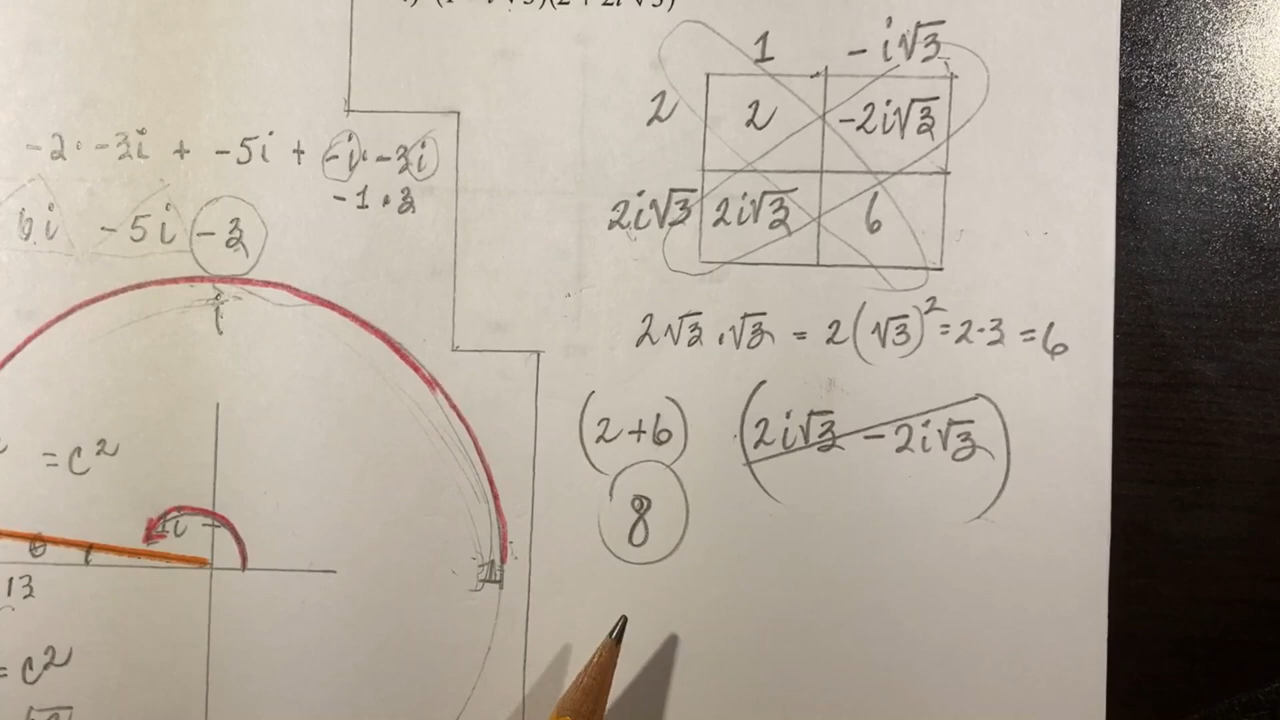 -2 · -3i + -5i + -i · -3i
-1 · 3
6i -5i -3
i
= c²
1i
θ 1
13
= c²
1 -i√3
2 2 -2i√3
2i√3 2i√3 6
2√3 · √3 = 2(√3)² = 2·3 = 6
(2+6) (2i√3 - 2i√3)
8